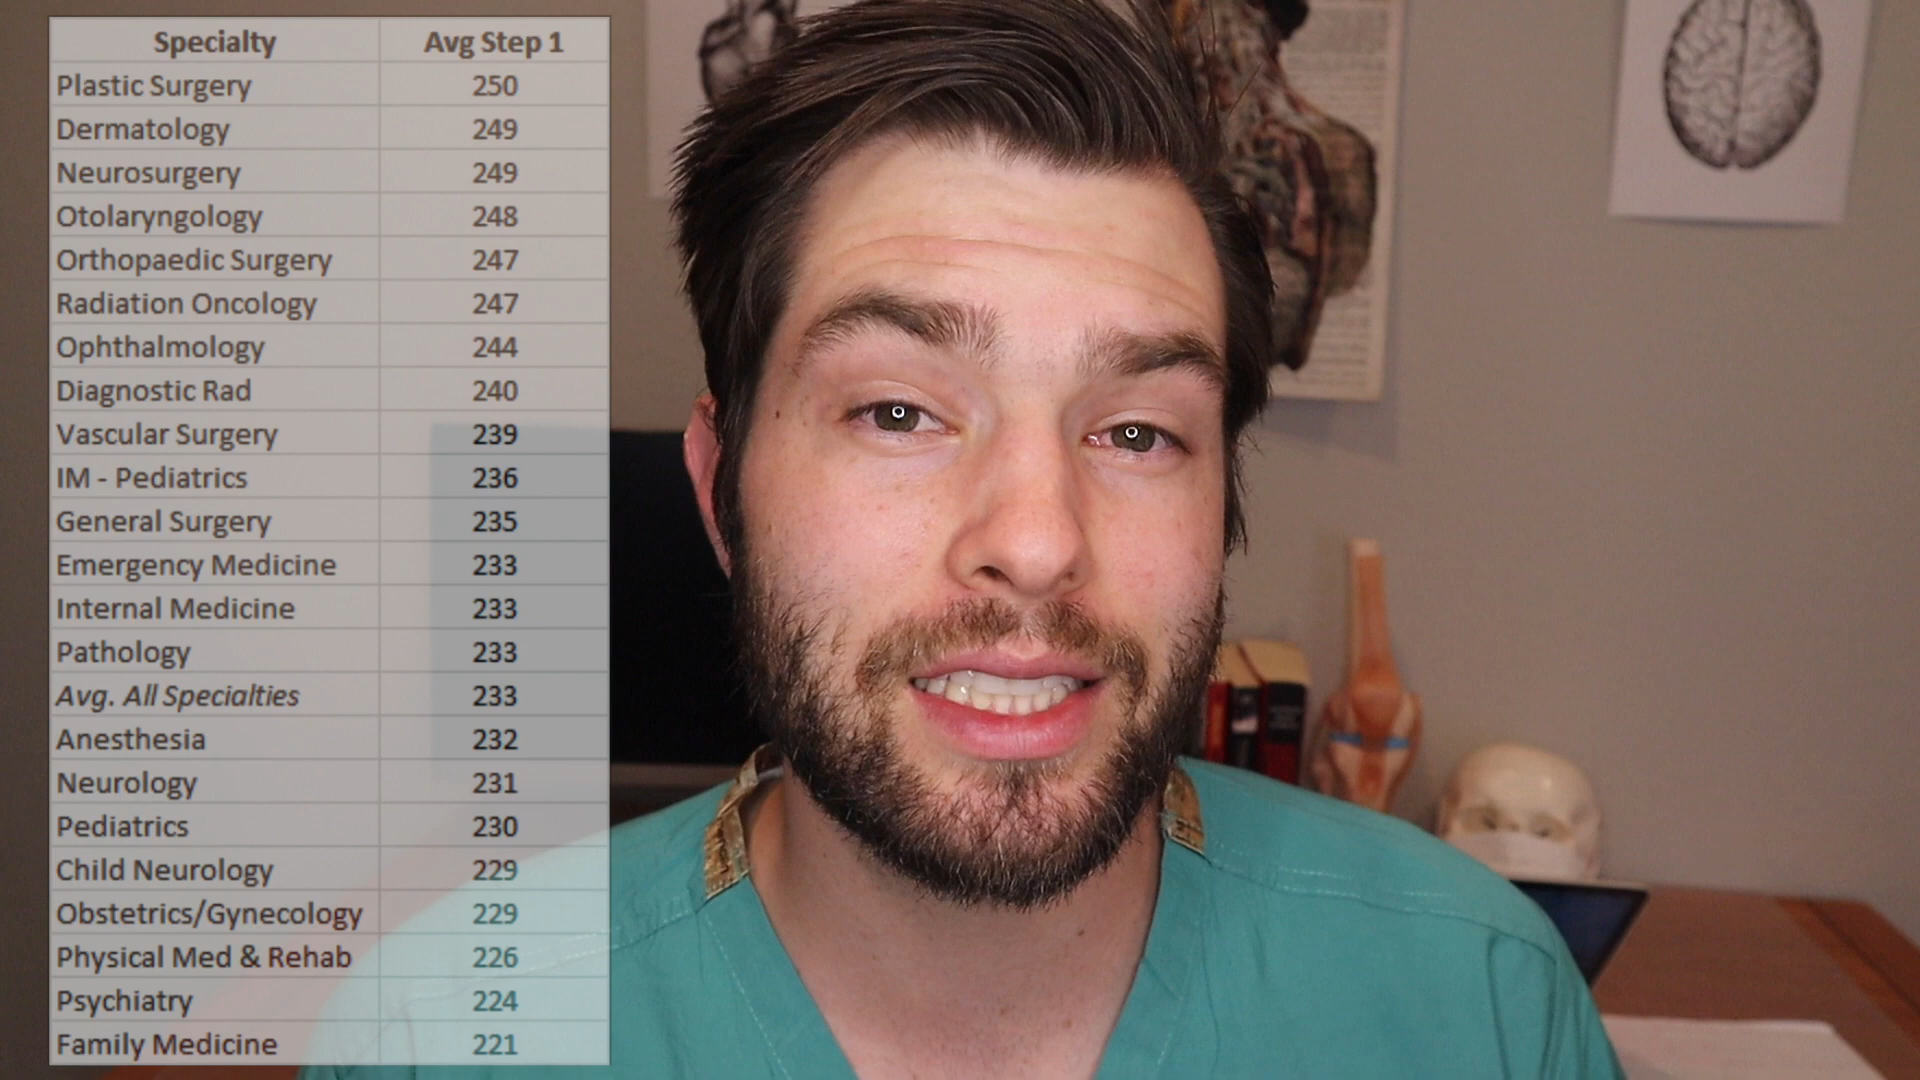 Specialty Avg Step 1
Plastic Surgery 250
Dermatology 249
Neurosurgery 249
Otolaryngology 248
Orthopaedic Surgery 247
Radiation Oncology 247
Ophthalmology 244
Diagnostic Rad 240
Vascular Surgery 239
IM - Pediatrics 236
General Surgery 235
Emergency Medicine 233
Internal Medicine 233
Pathology 233
Avg. All Specialties 233
Anesthesia 232
Neurology 231
Pediatrics 230
Child Neurology 229
Obstetrics/Gynecology 229
Physical Med & Rehab 226
Psychiatry 224
Family Medicine 221